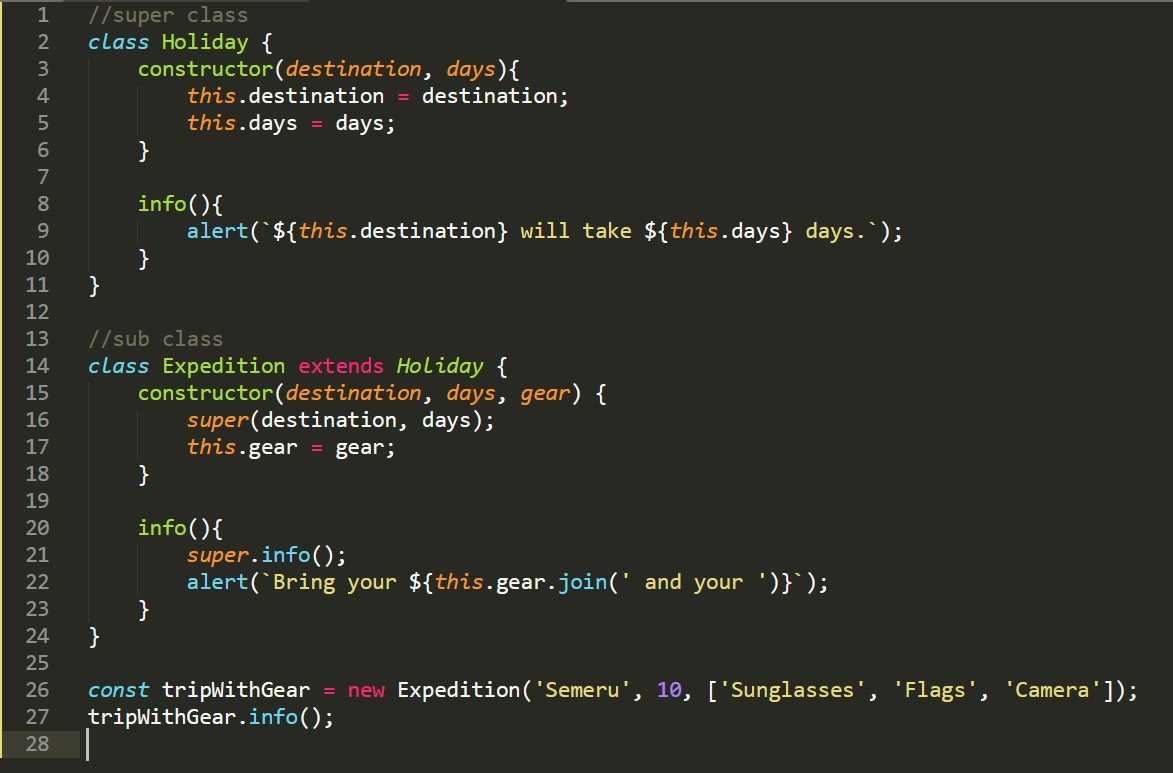 1 //super class
2 class Holiday {
3     constructor(destination, days){
4         this.destination = destination;
5         this.days = days;
6     }
7
8     info(){
9         alert(`${this.destination} will take ${this.days} days.`);
10     }
11 }
12
13 //sub class
14 class Expedition extends Holiday {
15     constructor(destination, days, gear) {
16         super(destination, days);
17         this.gear = gear;
18     }
19
20     info(){
21         super.info();
22         alert(`Bring your ${this.gear.join(' and your ')}`);
23     }
24 }
25
26 const tripWithGear = new Expedition('Semeru', 10, ['Sunglasses', 'Flags', 'Camera']);
27 tripWithGear.info();
28